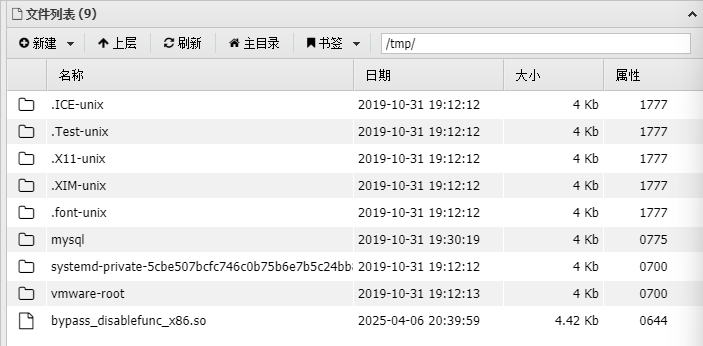 文件列表 (9)
新建 上层 刷新 主目录 书签 /tmp/
名称 日期 大小 属性
.ICE-unix 2019-10-31 19:12:12 4 Kb 1777
.Test-unix 2019-10-31 19:12:12 4 Kb 1777
.X11-unix 2019-10-31 19:12:12 4 Kb 1777
.XIM-unix 2019-10-31 19:12:12 4 Kb 1777
.font-unix 2019-10-31 19:12:12 4 Kb 1777
mysql 2019-10-31 19:30:19 4 Kb 0775
systemd-private-5cbe507bcfc746c0b75b6e7b5c24bb 2019-10-31 19:12:12 4 Kb 0700
vmware-root 2019-10-31 19:12:13 4 Kb 0700
bypass_disablefunc_x86.so 2025-04-06 20:39:59 4.42 Kb 0644